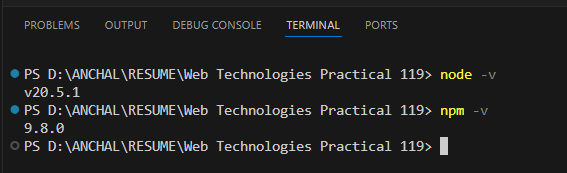 PROBLEMS OUTPUT DEBUG CONSOLE TERMINAL PORTS
PS D:\ANCHAL\RESUME\Web Technologies Practical 119> node -v
v20.5.1
PS D:\ANCHAL\RESUME\Web Technologies Practical 119> npm -v
9.8.0
PS D:\ANCHAL\RESUME\Web Technologies Practical 119>